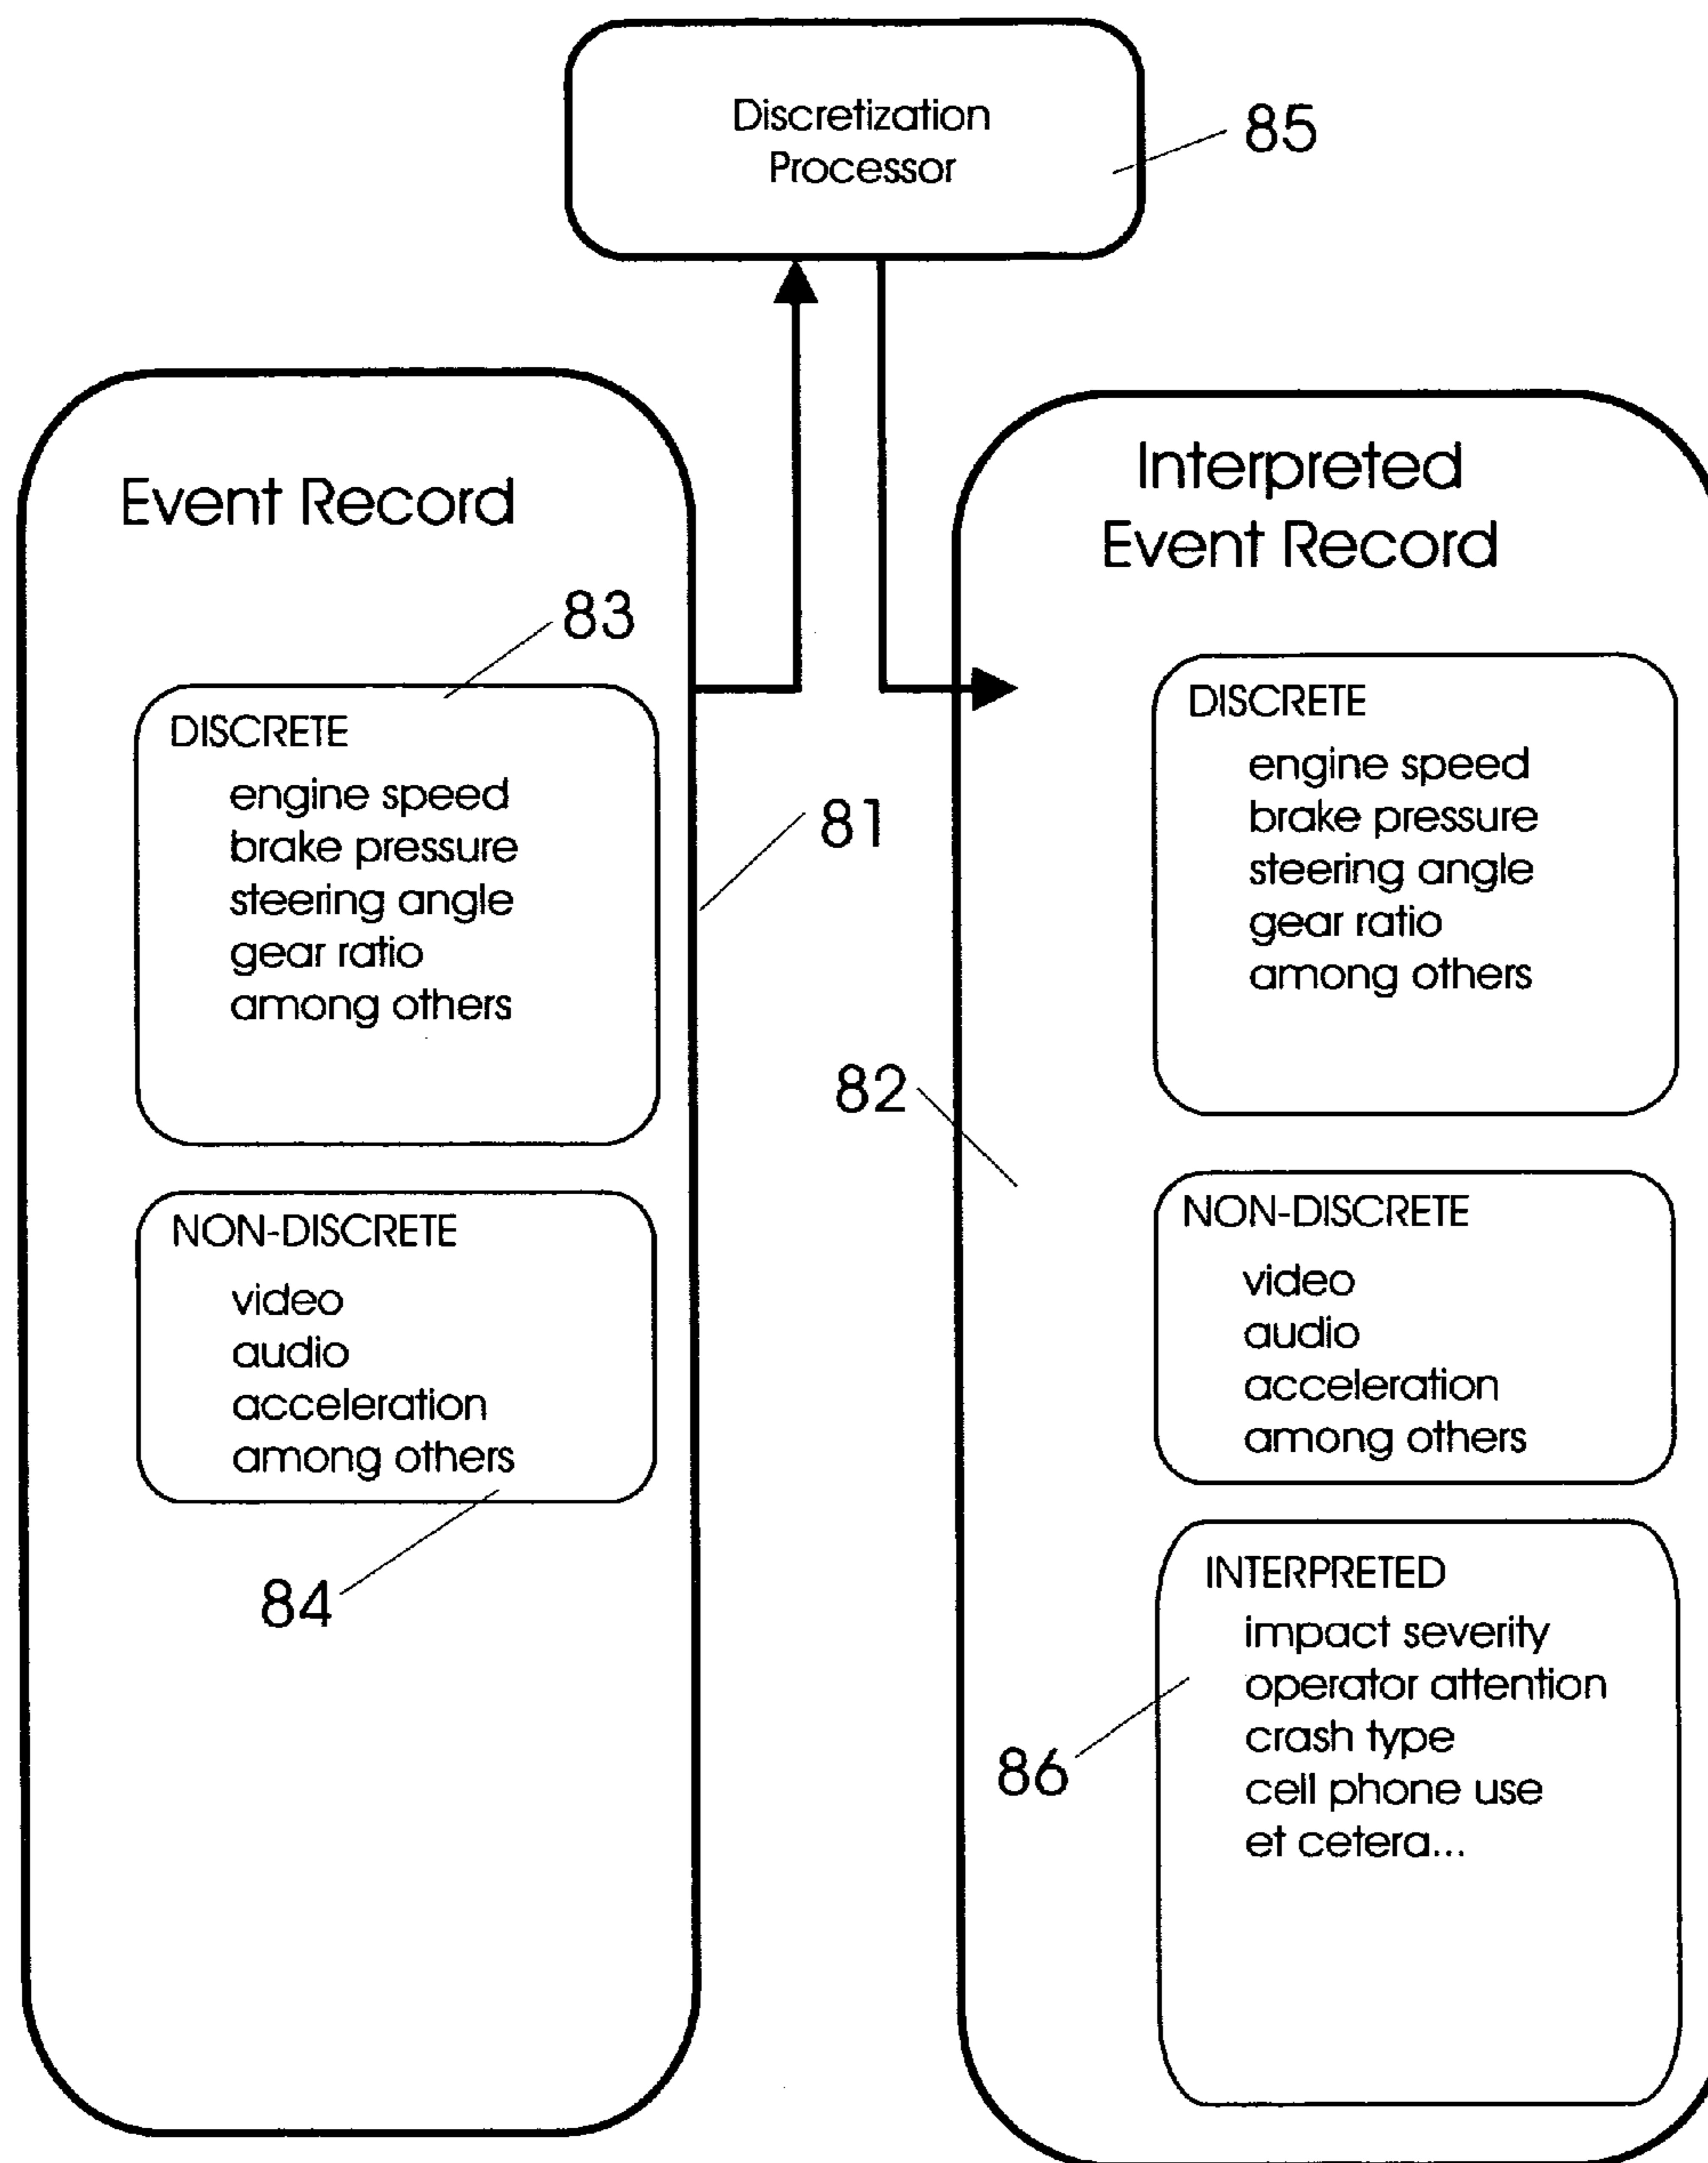 Discretization
Processor
85
Event Record
83
DISCRETE
engine speed
brake pressure
steering angle
gear ratio
among others
81
NON-DISCRETE
video
audio
acceleration
among others
84
Interpreted
Event Record
DISCRETE
engine speed
brake pressure
steering angle
gear ratio
among others
82
NON-DISCRETE
video
audio
acceleration
among others
INTERPRETED
impact severity
operator attention
crash type
cell phone use
et cetera...
86